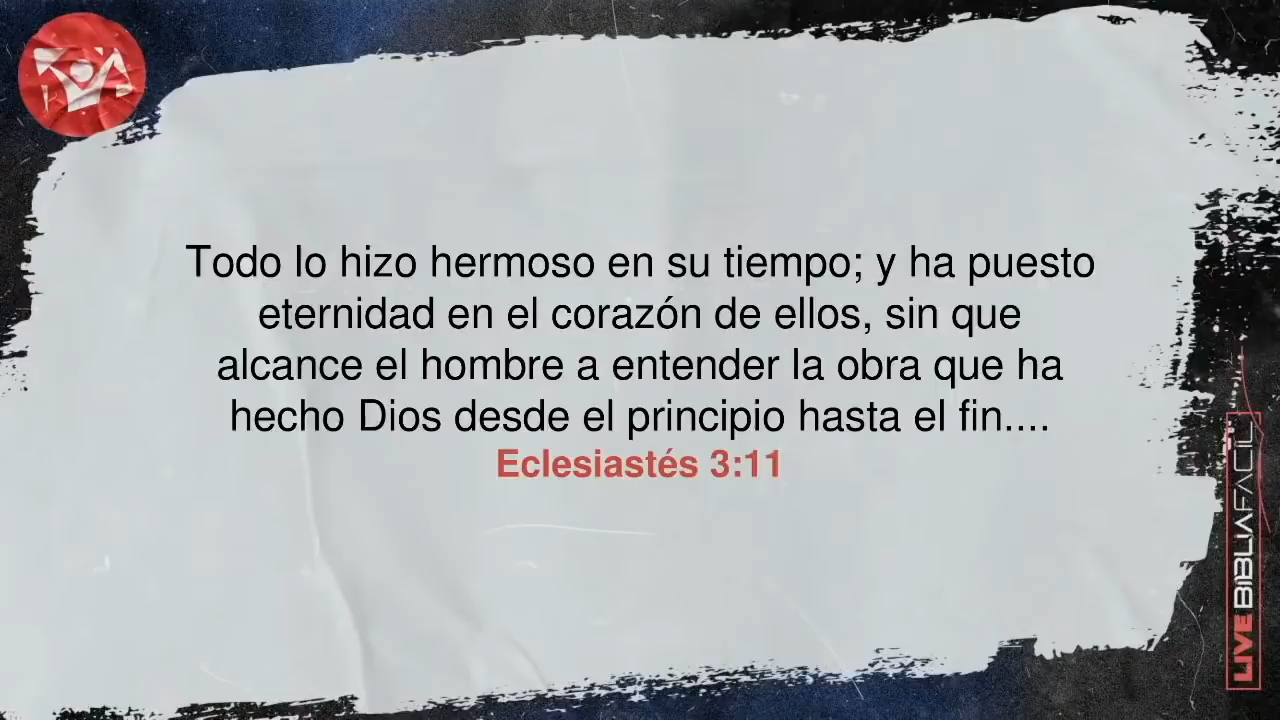 Todo lo hizo hermoso en su tiempo; y ha puesto
eternidad en el corazón de ellos, sin que
alcance el hombre a entender la obra que ha
hecho Dios desde el principio hasta el fin....
Eclesiastés 3:11
LIVE BIBLIAFACIL